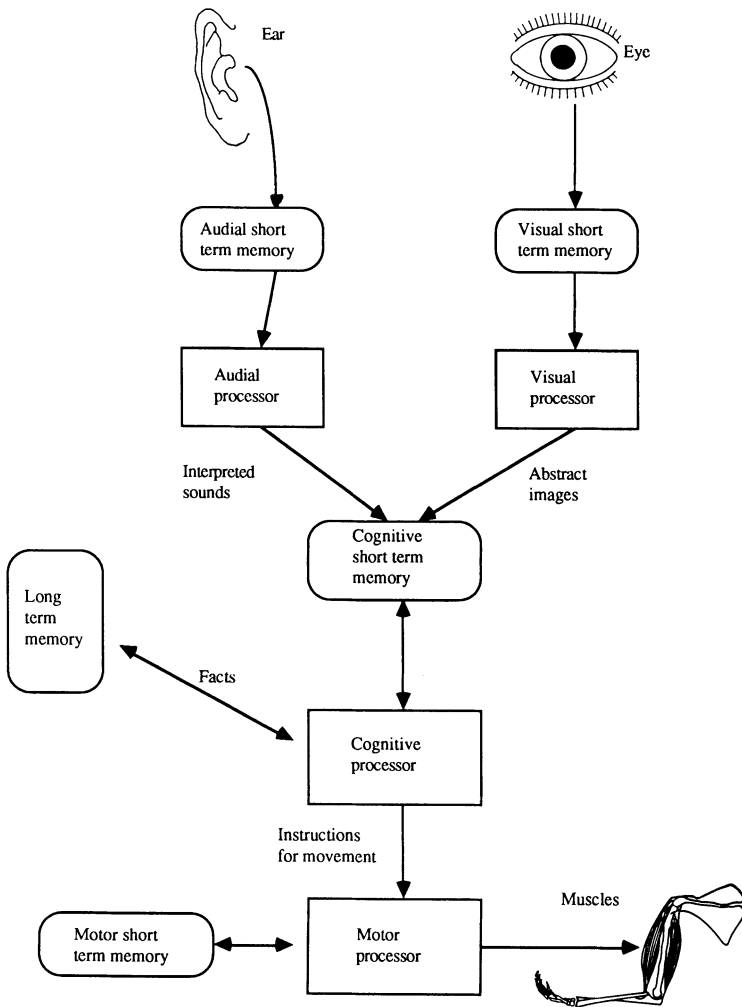 Ear
Eye
Audial short
term memory
Visual short
term memory
Audial
processor
Visual
processor
Interpreted
sounds
Abstract
images
Cognitive
short term
memory
Long
term
memory
Facts
Cognitive
processor
Instructions
for movement
Muscles
Motor short
term memory
Motor
processor